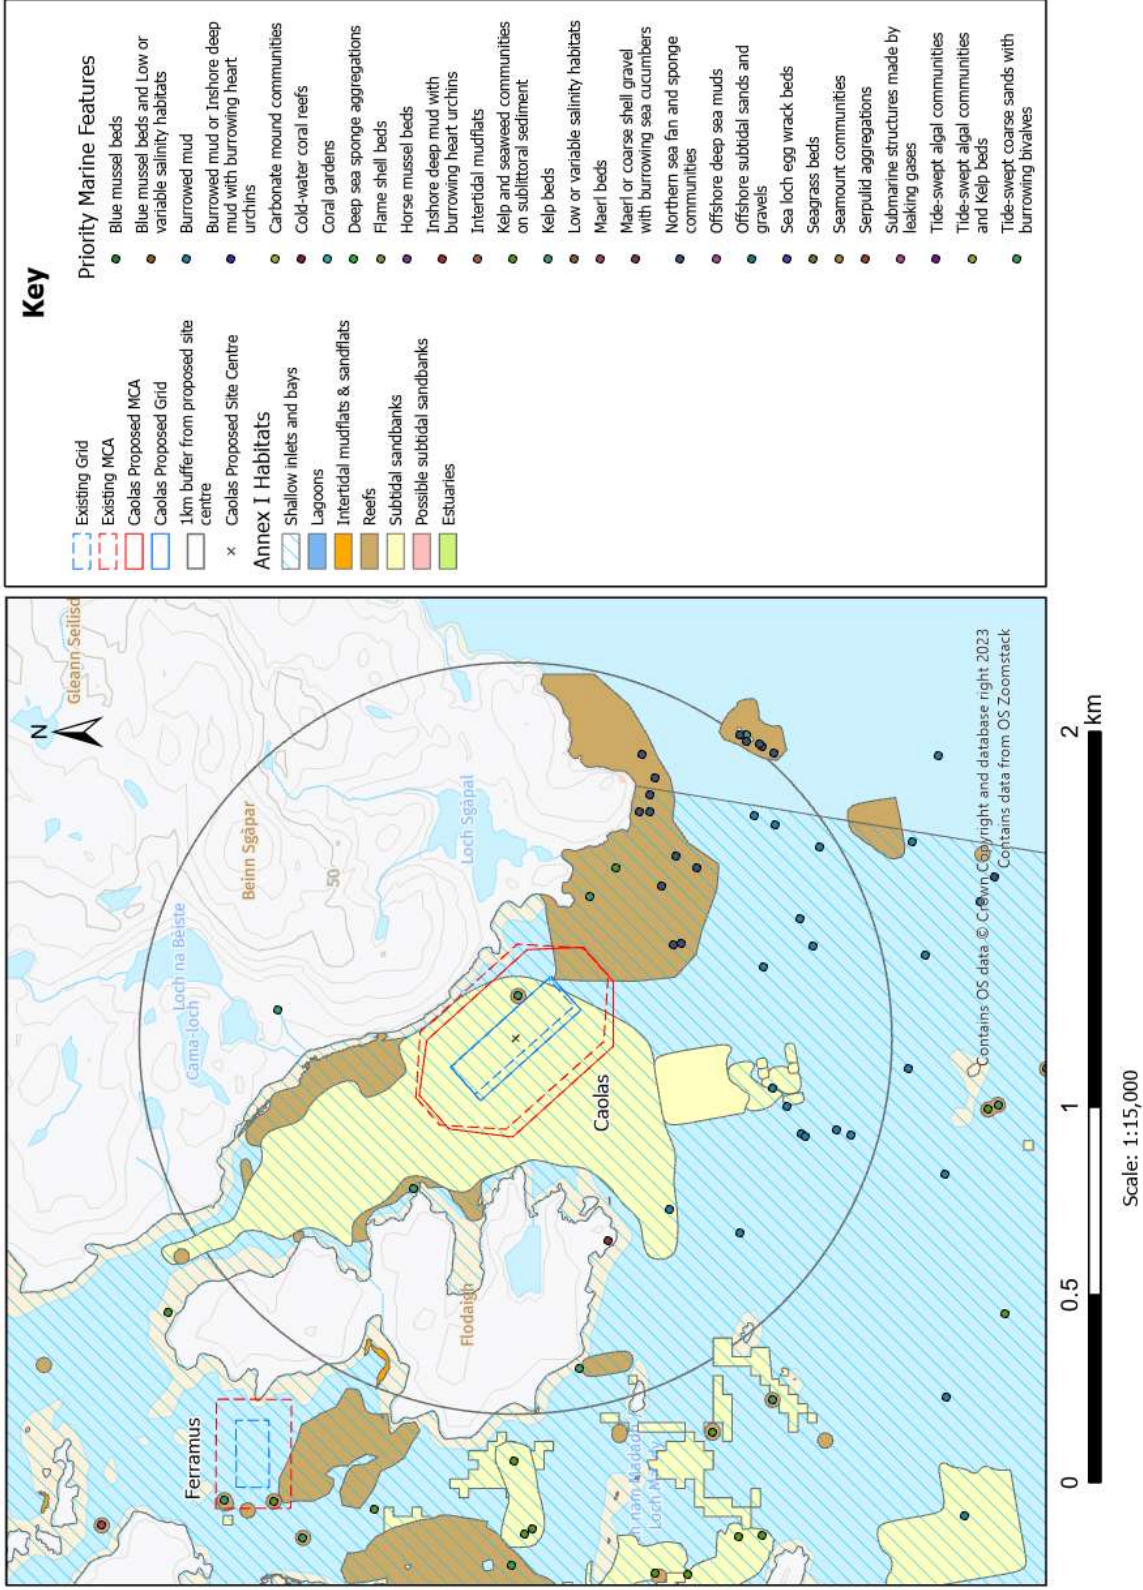 N
Gleann Seilisd
Beinn Sgàpar
50
Loch Sgàpal
Loch na Bèiste
Cama-loch
Ferramus
Flodaigh
Caolas
Loch nam Madadh /
Contains OS data © Crown Copyright and database right 2023
Contains data from OS Zoomstack
Key
Existing Grid
Existing MCA
Caolas Proposed MCA
Caolas Proposed Grid
1km buffer from proposed site
centre
Caolas Proposed Site Centre
Annex I Habitats
Shallow inlets and bays
Lagoons
Intertidal mudflats & sandflats
Reefs
Subtidal sandbanks
Possible subtidal sandbanks
Estuaries
Priority Marine Features
Blue mussel beds
Blue mussel beds and Low or
variable salinity habitats
Burrowed mud
Burrowed mud or Inshore deep
mud with burrowing heart
urchins
Carbonate mound communities
Cold-water coral reefs
Coral gardens
Deep sea sponge aggregations
Flame shell beds
Horse mussel beds
Inshore deep mud with
burrowing heart urchins
Intertidal mudflats
Kelp and seaweed communities
on sublittoral sediment
Kelp beds
Low or variable salinity habitats
Maerl beds
Maerl or coarse shell gravel
with burrowing sea cucumbers
Northern sea fan and sponge
communities
Offshore deep sea muds
Offshore subtidal sands and
gravels
Sea loch egg wrack beds
Seagrass beds
Seamount communities
Serpulid aggregations
Submarine structures made by
leaking gases
Tide-swept algal communities
Tide-swept algal communities
and Kelp beds
Tide-swept coarse sands with
burrowing bivalves
0 0.5 1 2
km
Scale: 1:15,000